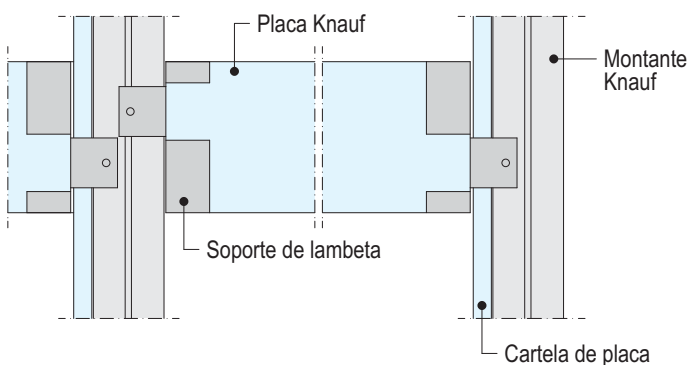 Placa Knauf
Montante
Knauf
Soporte de lambeta
Cartela de placa